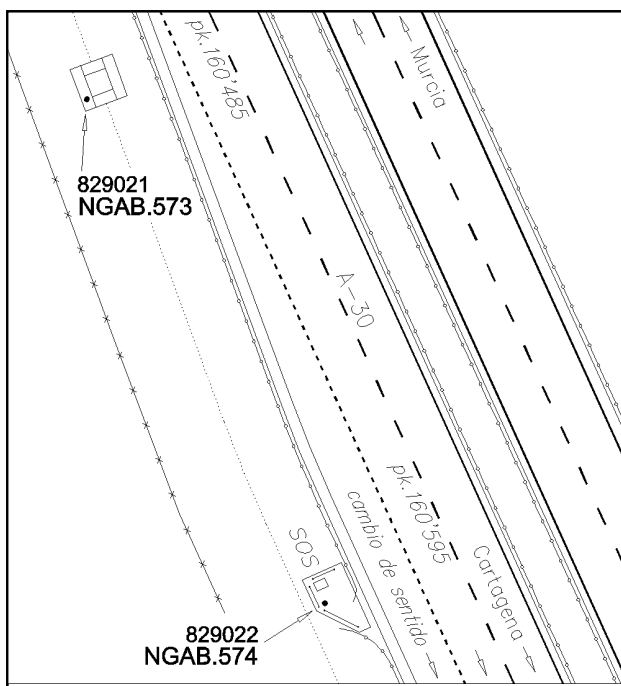 Murcia
pk.160'485
829021
NGAB.573
A-30
pk.160'595
cambio de sentido
SOS
Cartagena
829022
NGAB.574